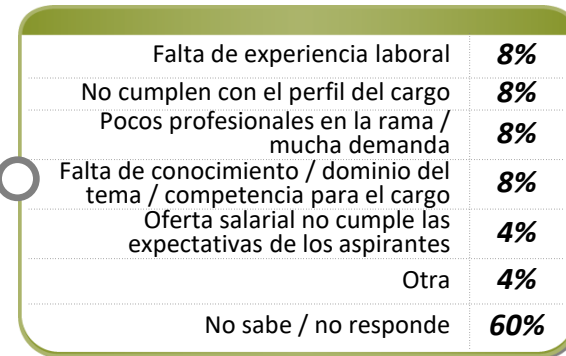 Falta de experiencia laboral 8%
No cumplen con el perfil del cargo 8%
Pocos profesionales en la rama /
mucha demanda 8%
Falta de conocimiento / dominio del
tema / competencia para el cargo 8%
Oferta salarial no cumple las
expectativas de los aspirantes 4%
Otra 4%
No sabe / no responde 60%